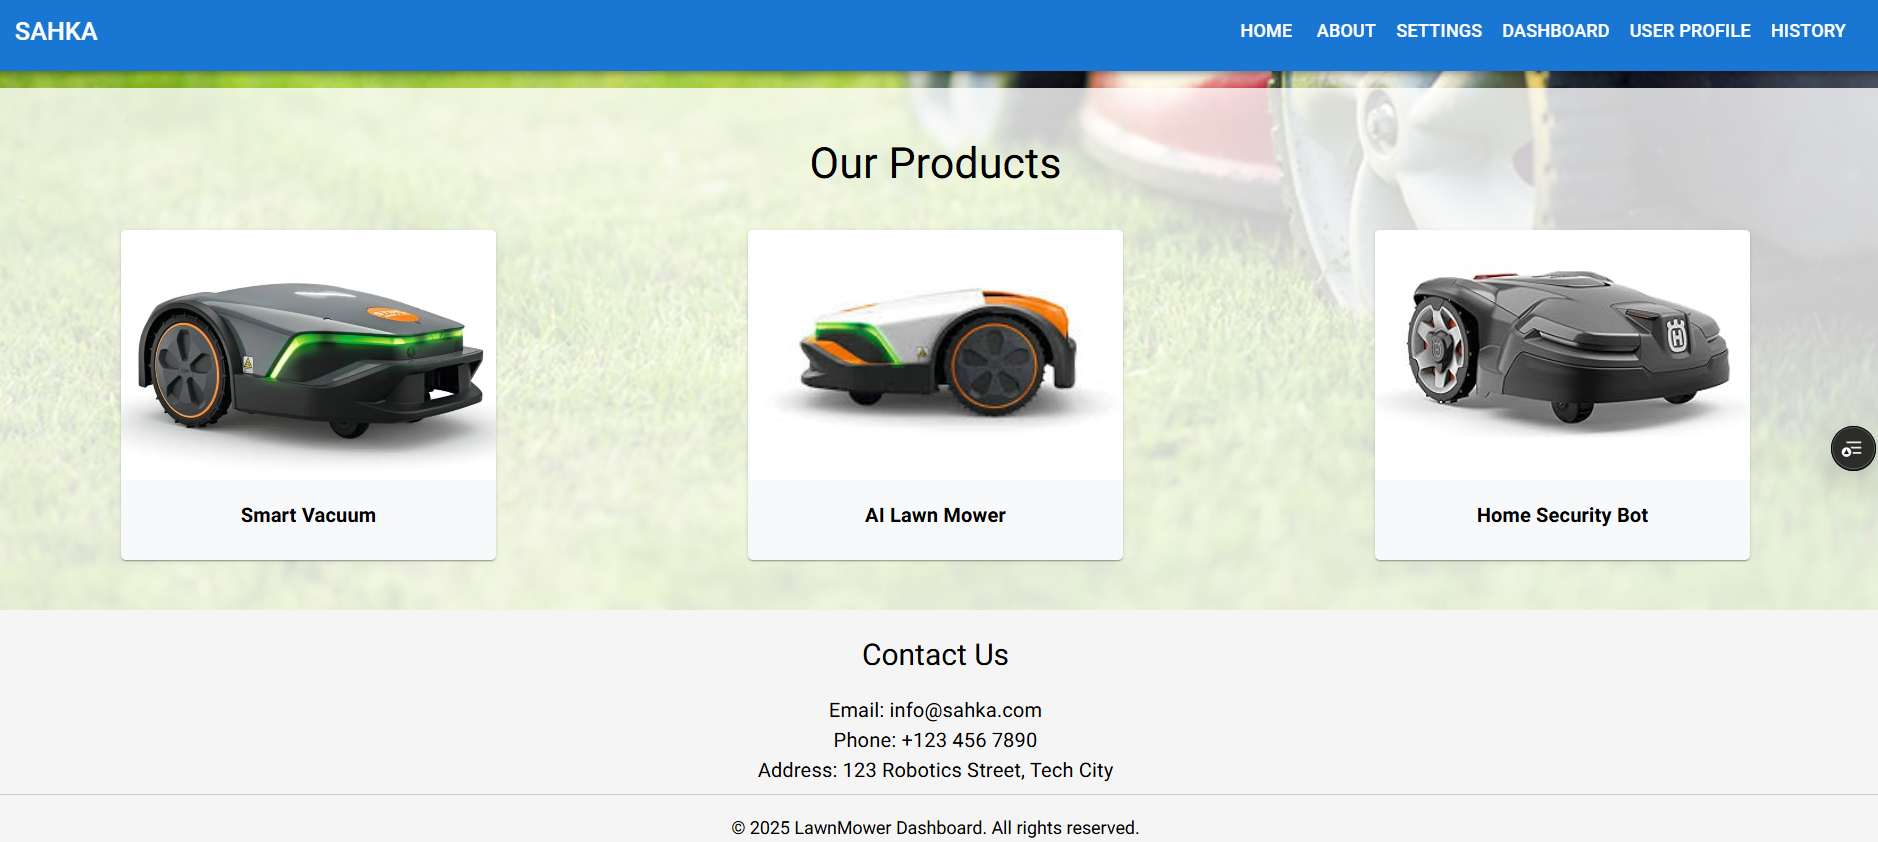 SAHKA
HOME ABOUT SETTINGS DASHBOARD USER PROFILE HISTORY
Our Products
Smart Vacuum
AI Lawn Mower
Home Security Bot
Contact Us
Email: info@sahka.com
Phone: +123 456 7890
Address: 123 Robotics Street, Tech City
© 2025 LawnMower Dashboard. All rights reserved.